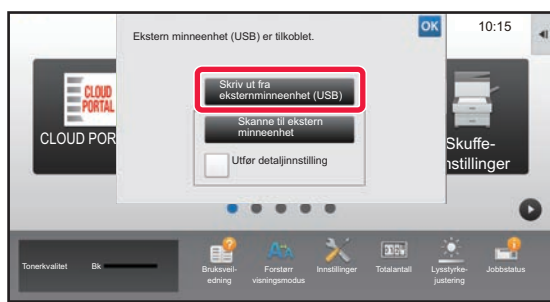 Ekstern minneenhet (USB) er tilkoblet.
OK
10:15
Skriv ut fra
eksternminneenhet (USB)
Skanne til ekstern
minneenhet
Utfør detaljinnstilling
CLOUD
PORTAL
CLOUD POR
Skuffe-
nstillinger
Tonerkvalitet
Bk
Bruksveil-
edning
Forstørr
visningsmodus
Innstillinger
Totalantall
Lysstyrke-
justering
Jobbstatus